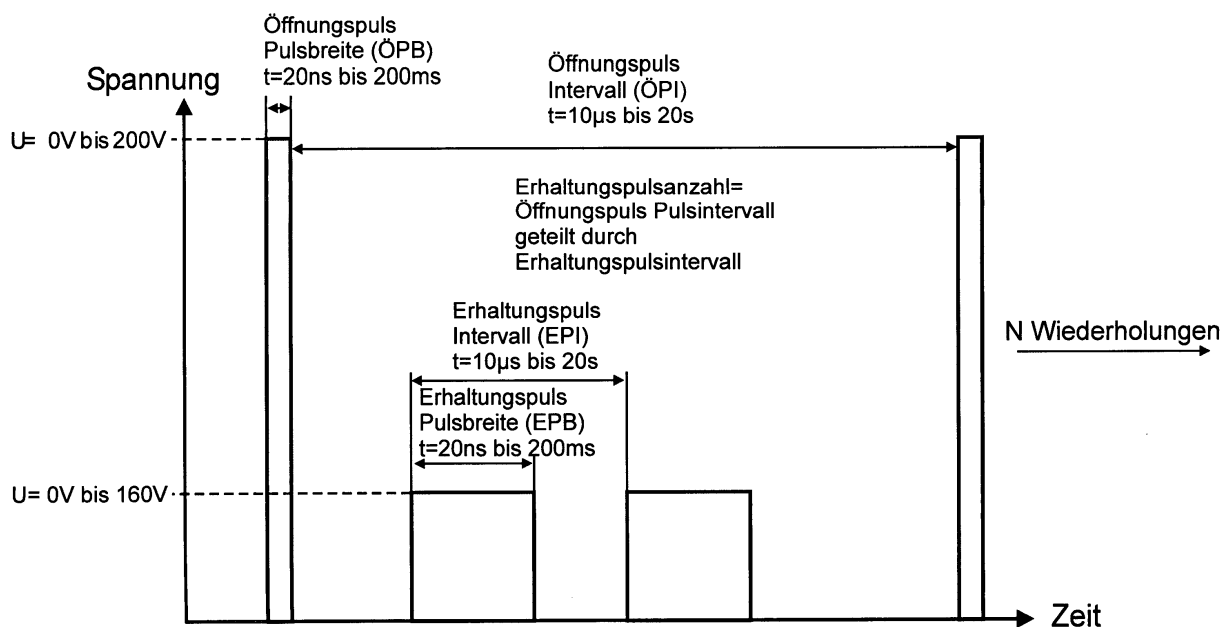 Öffnungspuls
Pulsbreite (ÖPB)
t=20ns bis 200ms
Spannung
Öffnungspuls
Intervall (ÖPI)
t=10µs bis 20s
U= 0V bis 200V
Erhaltungspulsanzahl=
Öffnungspuls Pulsintervall
geteilt durch
Erhaltungspulsintervall
Erhaltungspuls
Intervall (EPI)
t=10µs bis 20s
N Wiederholungen
Erhaltungspuls
Pulsbreite (EPB)
t=20ns bis 200ms
U= 0V bis 160V
Zeit